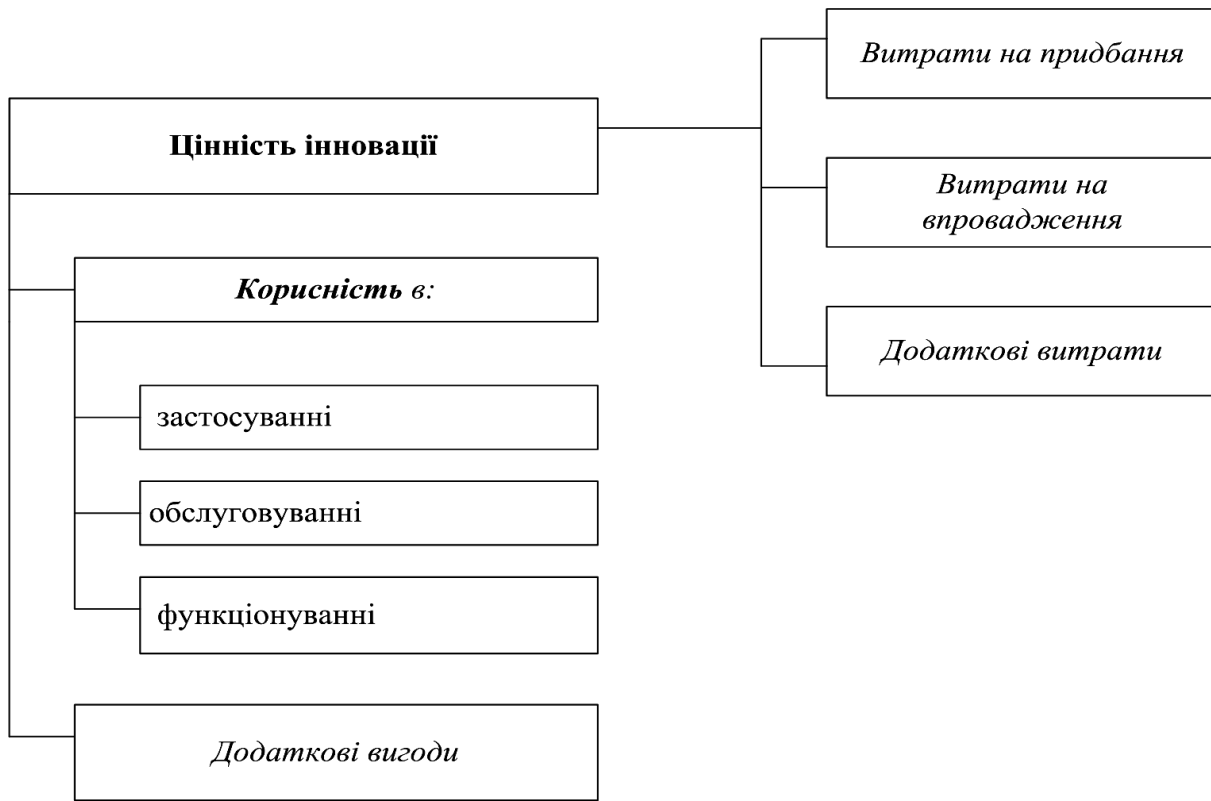 Цінність інновації
Корисність в:
застосуванні
обслуговуванні
функціонуванні
Додаткові вигоди
Витрати на придбання
Витрати на
впровадження
Додаткові витрати